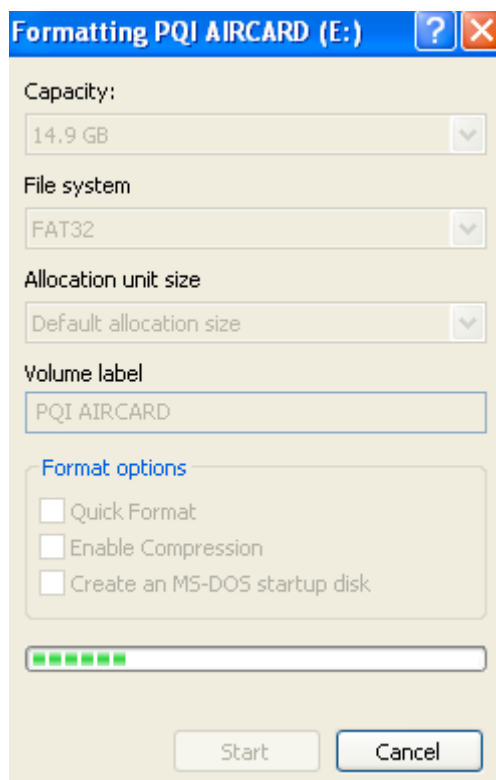 Formatting PQI AIRCARD (E:)
Capacity:
14.9 GB
File system
FAT32
Allocation unit size
Default allocation size
Volume label
PQI AIRCARD
Format options
Quick Format
Enable Compression
Create an MS-DOS startup disk
Start Cancel